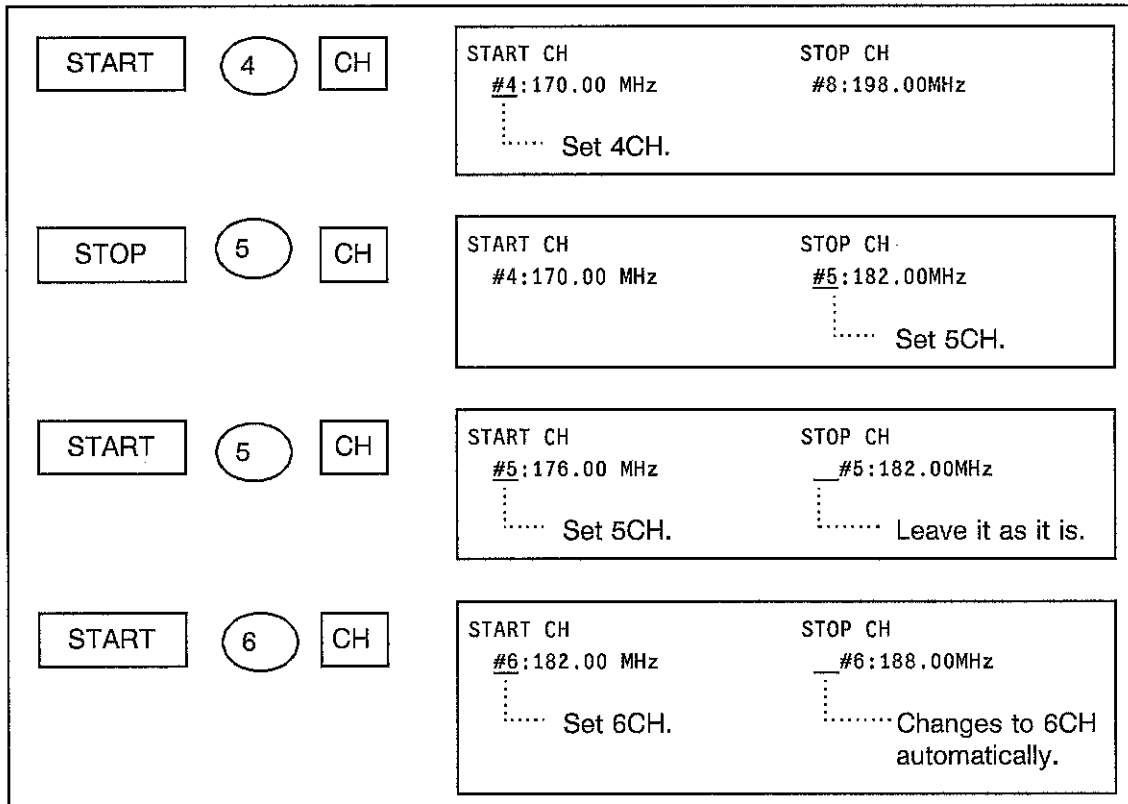 START 4 CH
START CH STOP CH
#4:170.00 MHz #8:198.00MHz
Set 4CH.
STOP 5 CH
START CH STOP CH
#4:170.00 MHz #5:182.00MHz
Set 5CH.
START 5 CH
START CH STOP CH
#5:176.00 MHz #5:182.00MHz
Set 5CH. Leave it as it is.
START 6 CH
START CH STOP CH
#6:182.00 MHz #6:188.00MHz
Set 6CH. Changes to 6CH
automatically.